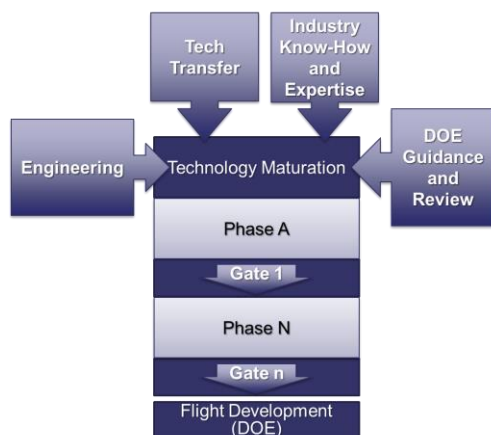 Tech
Transfer
Industry
Know-How
and
Expertise
Engineering
Technology Maturation
DOE
Guidance
and
Review
Phase A
Gate 1
Phase N
Gate n
Flight Development
(DOE)